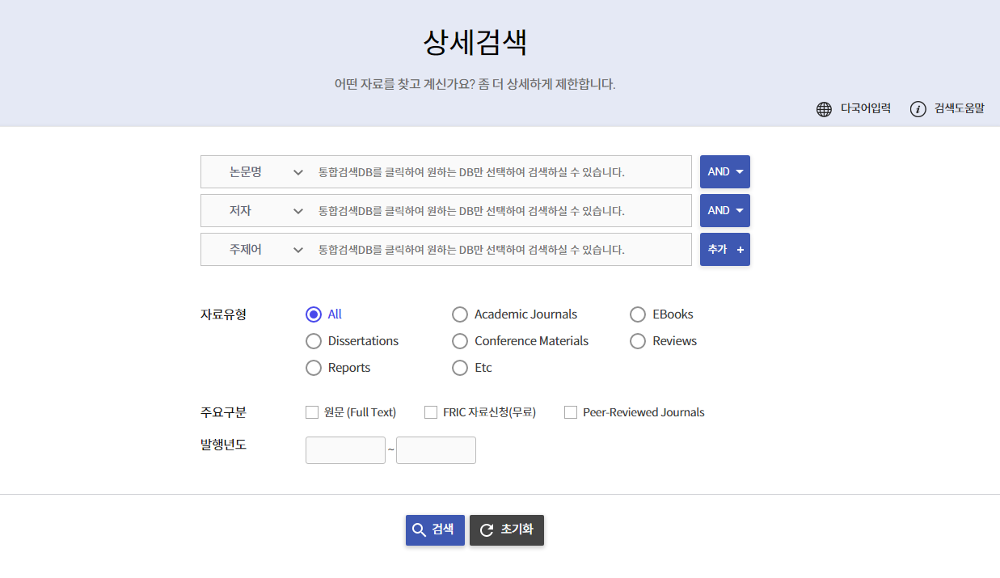 상세검색
어떤 자료를 찾고 계신가요? 좀 더 상세하게 제한합니다.
다국어입력 검색도움말
논문명 통합검색DB를 클릭하여 원하는 DB만 선택하여 검색하실 수 있습니다. AND
저자 통합검색DB를 클릭하여 원하는 DB만 선택하여 검색하실 수 있습니다. AND
주제어 통합검색DB를 클릭하여 원하는 DB만 선택하여 검색하실 수 있습니다. 추가 +
자료유형 All Academic Journals EBooks
Dissertations Conference Materials Reviews
Reports Etc
주요구분 원문 (Full Text) FRIC 자료신청(무료) Peer-Reviewed Journals
발행년도 ~
검색 초기화